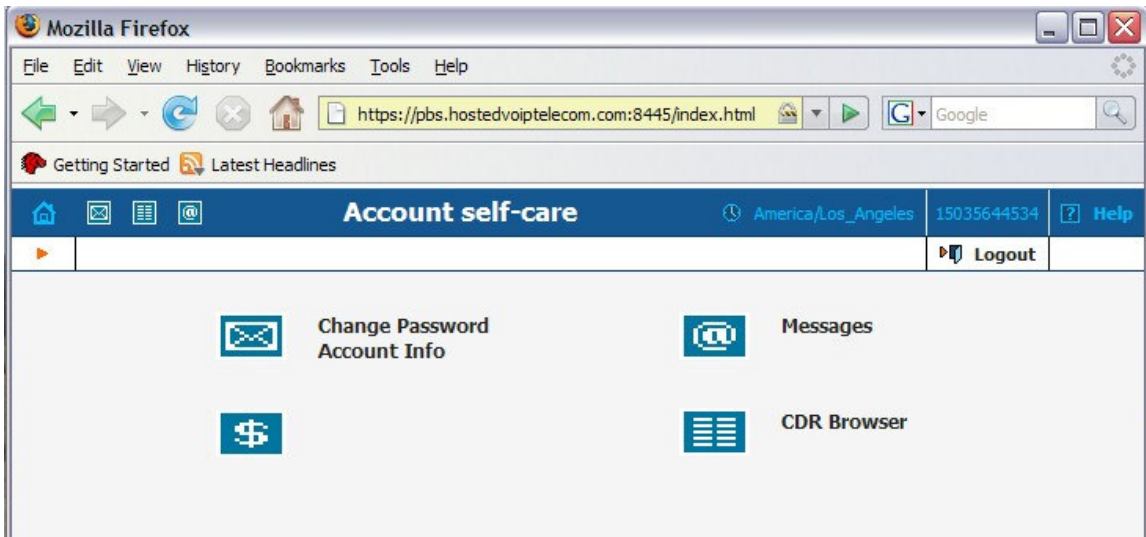 Mozilla Firefox
File Edit View History Bookmarks Tools Help
https://pbs.hostedvoiptelecom.com:8445/index.html G Google
Getting Started Latest Headlines
@ Account self-care America/Los_Angeles 15035644534 ? Help
Logout
Change Password
Account Info
@ Messages
$ CDR Browser